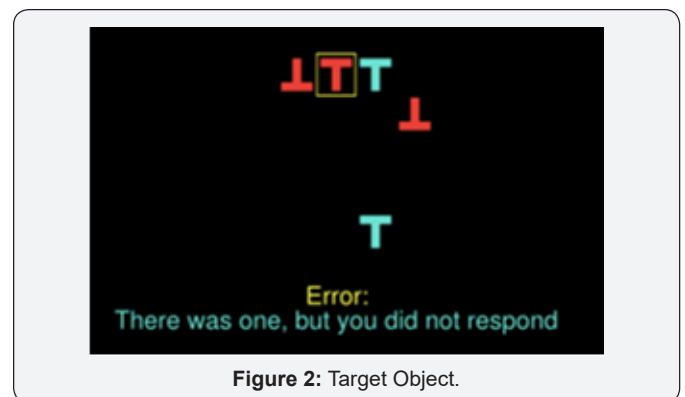 Error:
There was one, but you did not respond
Figure 2: Target Object.